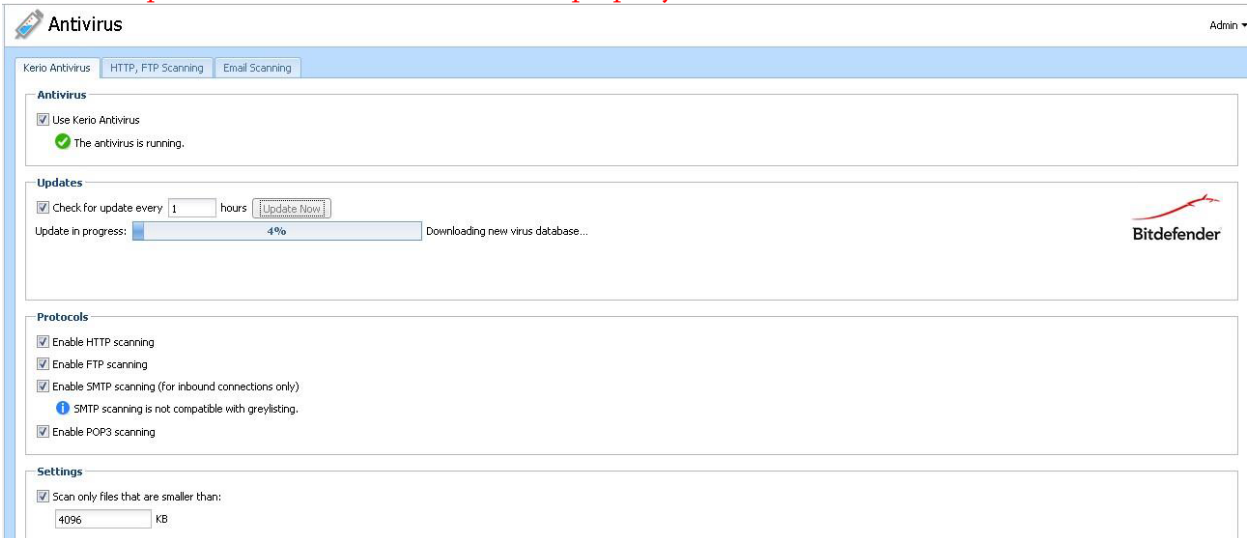 Antivirus
Admin
Kerio Antivirus HTTP, FTP Scanning Email Scanning
Antivirus
Use Kerio Antivirus
The antivirus is running.
Updates
Check for update every 1 hours Update Now
Update in progress: 4% Downloading new virus database...
Bitdefender
Protocols
Enable HTTP scanning
Enable FTP scanning
Enable SMTP scanning (for inbound connections only)
SMTP scanning is not compatible with greylisting.
Enable POP3 scanning
Settings
Scan only files that are smaller than:
4096 KB